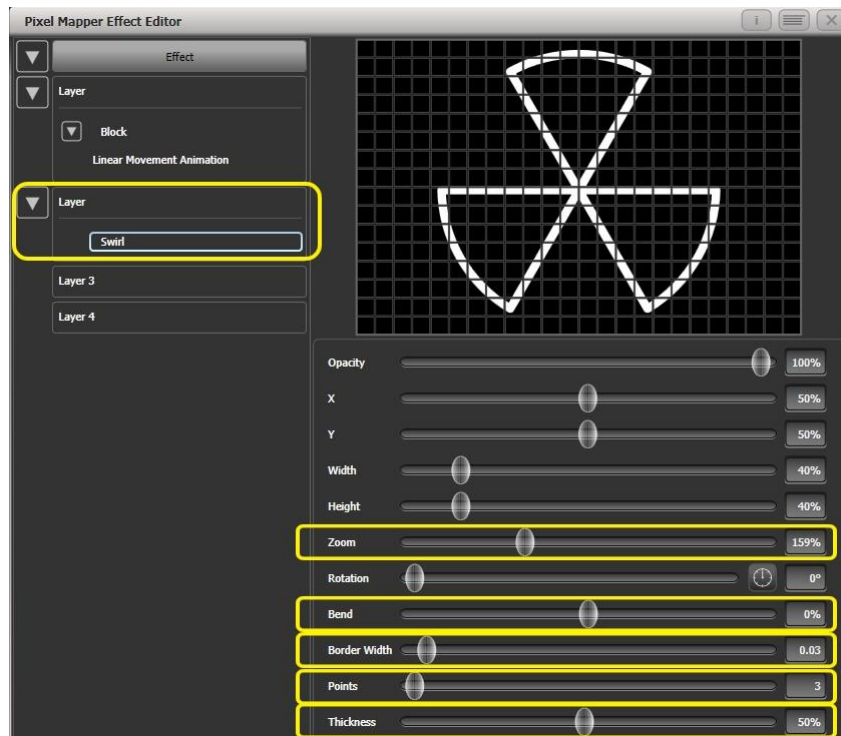 Pixel Mapper Effect Editor
i
Effect
Layer
Block
Linear Movement Animation
Layer
Swirl
Layer 3
Layer 4
Opacity 100%
X 50%
Y 50%
Width 40%
Height 40%
Zoom 159%
Rotation 0°
Bend 0%
Border Width 0.03
Points 3
Thickness 50%